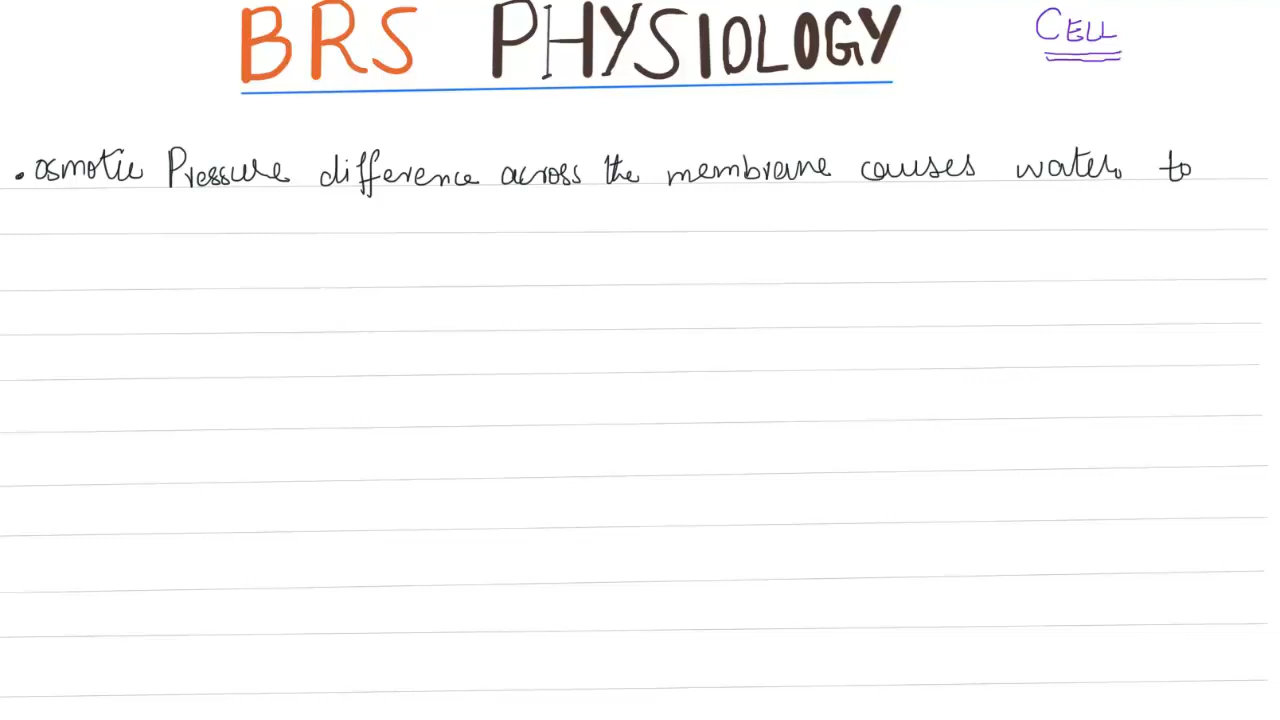 BRS PHYSIOLOGY CELL
. osmotic Pressure difference across the membrane causes water to